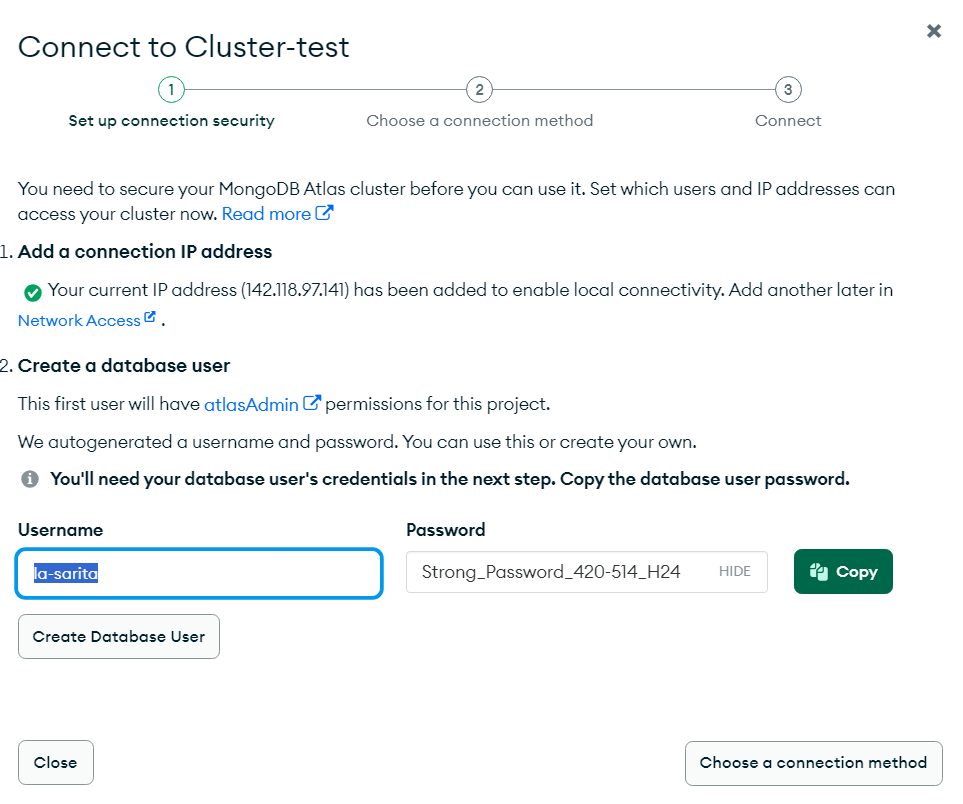 Connect to Cluster-test
1 2 3
Set up connection security Choose a connection method Connect
You need to secure your MongoDB Atlas cluster before you can use it. Set which users and IP addresses can
access your cluster now. Read more
1. Add a connection IP address
Your current IP address (142.118.97.141) has been added to enable local connectivity. Add another later in
Network Access .
2. Create a database user
This first user will have atlasAdmin permissions for this project.
We autogenerated a username and password. You can use this or create your own.
You'll need your database user's credentials in the next step. Copy the database user password.
Username Password
la-sarita Strong_Password_420-514_H24 HIDE Copy
Create Database User
Close Choose a connection method